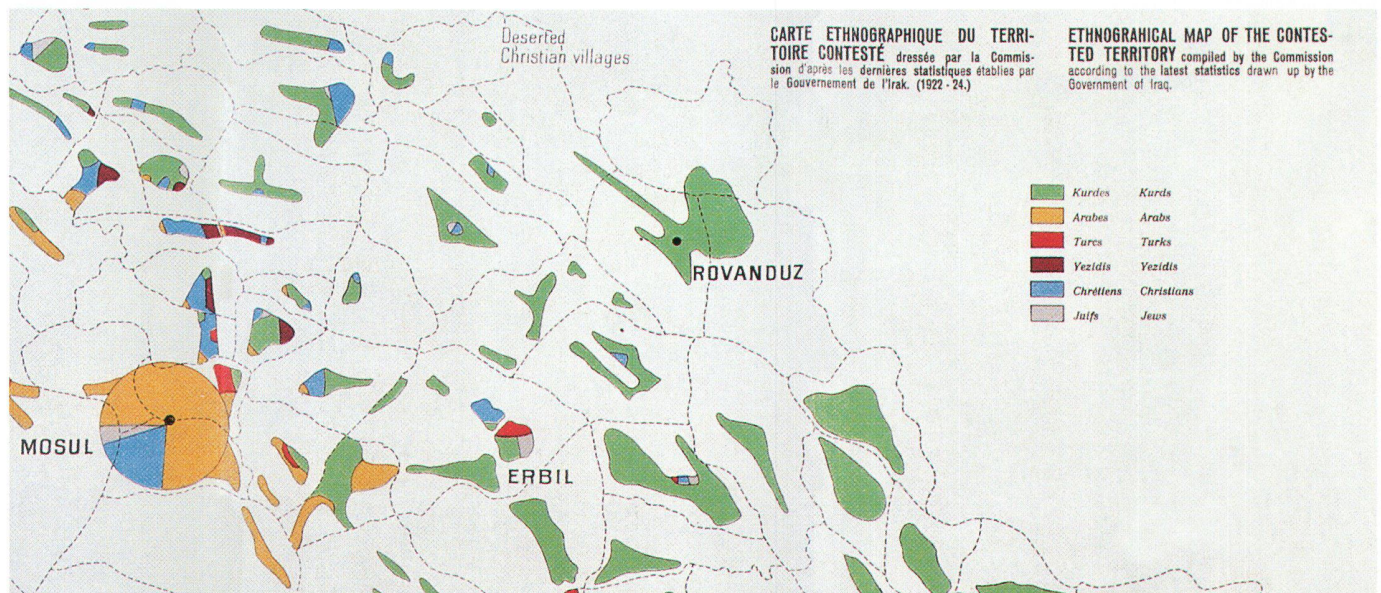 Deserted
Christian villages
CARTE ETHNOGRAPHIQUE DU TERRI-
TOIRE CONTESTÉ dressée par la Commis-
sion d'après les dernières statistiques établies par
le Gouvernement de l'Irak. (1922 - 24.)
ETHNOGRAHICAL MAP OF THE CONTES-
TED TERRITORY compiled by the Commission
according to the latest statistics drawn up by the
Government of Iraq.
Kurdes Kurds
Arabes Arabs
Turcs Turks
Yezidis Yezidis
Chrétiens Christians
Juifs Jews
ROVANDUZ
MOSUL
ERBIL